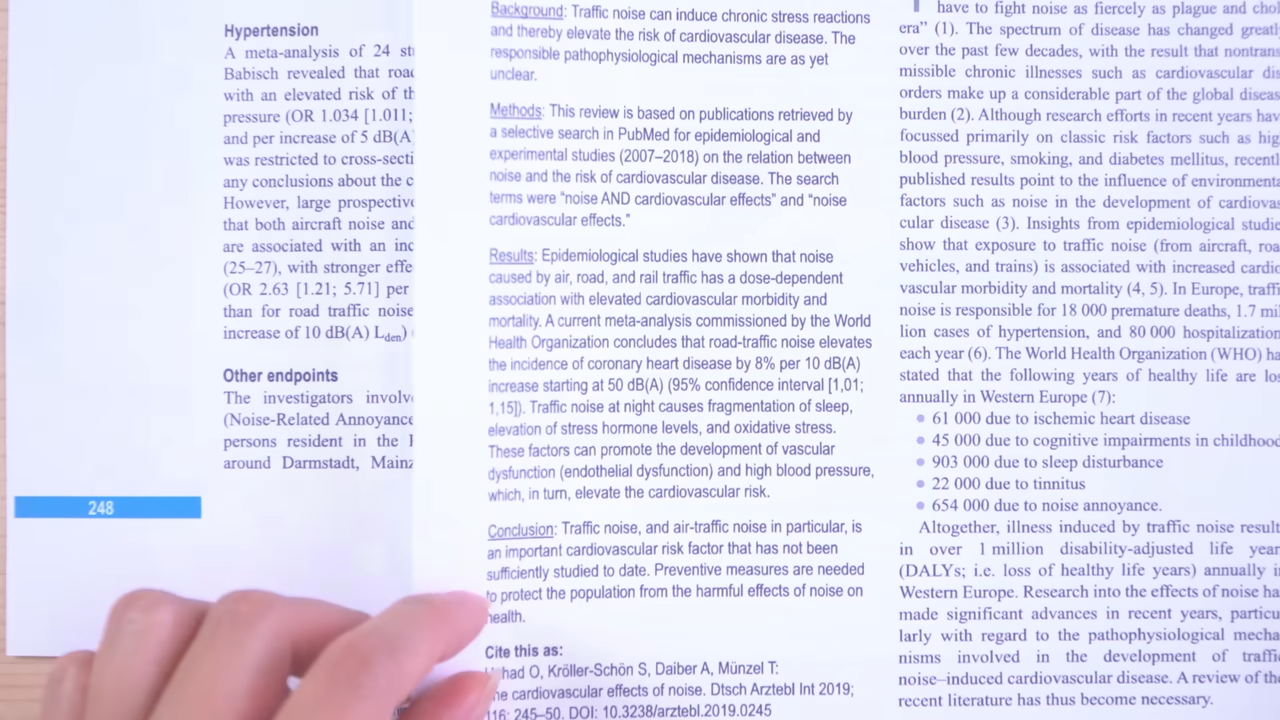 Hypertension
A meta-analysis of 24
Babisch revealed that
with an elevated risk of
pressure (OR 1.034 [1.011;
and per increase of 5 dB(A
was restricted to
any conclusions about the
However, large
that both aircraft noise and
are associated with an
(25–27), with stronger
(OR 2.63 [1.21; 5.71] per
than for road traffic noise
increase of 10 dB(A) Lden)
Other endpoints
The investigators
(Noise-Related Annoyance
persons resident in the
around Darmstadt,
248
Background: Traffic noise can induce chronic stress reactions
and thereby elevate the risk of cardiovascular disease. The
responsible pathophysiological mechanisms are as yet
unclear.
Methods: This review is based on publications retrieved by
a selective search in PubMed for epidemiological and
experimental studies (2007–2018) on the relation between
noise and the risk of cardiovascular disease. The search
terms were "noise AND cardiovascular effects" and "noise
cardiovascular effects."
Results: Epidemiological studies have shown that noise
caused by air, road, and rail traffic has a dose-dependent
association with elevated cardiovascular morbidity and
mortality. A current meta-analysis commissioned by the World
Health Organization concludes that road-traffic noise elevates
the incidence of coronary heart disease by 8% per 10 dB(A)
increase starting at 50 dB(A) (95% confidence interval [1,01;
1,15]). Traffic noise at night causes fragmentation of sleep,
elevation of stress hormone levels, and oxidative stress.
These factors can promote the development of vascular
dysfunction (endothelial dysfunction) and high blood pressure,
which, in turn, elevate the cardiovascular risk.
Conclusion: Traffic noise, and air-traffic noise in particular, is
an important cardiovascular risk factor that has not been
sufficiently studied to date. Preventive measures are needed
to protect the population from the harmful effects of noise on
health.
Cite this as:
O, Kröller-Schön S, Daiber A, Münzel T:
cardiovascular effects of noise. Dtsch Arztebl Int 2019;
116: 245–50. DOI: 10.3238/arztebl.2019.0245
have to fight noise as fiercely as plague and chol
era" (1). The spectrum of disease has changed greatl
over the past few decades, with the result that nontrans
missible chronic illnesses such as cardiovascular dis
orders make up a considerable part of the global diseas
burden (2). Although research efforts in recent years hav
focussed primarily on classic risk factors such as hig
blood pressure, smoking, and diabetes mellitus, recentl
published results point to the influence of environmenta
factors such as noise in the development of cardiovas
cular disease (3). Insights from epidemiological studie
show that exposure to traffic noise (from aircraft, roa
vehicles, and trains) is associated with increased cardio
vascular morbidity and mortality (4, 5). In Europe, traffi
noise is responsible for 18 000 premature deaths, 1.7 mil
lion cases of hypertension, and 80 000 hospitalization
each year (6). The World Health Organization (WHO) ha
stated that the following years of healthy life are los
annually in Western Europe (7):
● 61 000 due to ischemic heart disease
● 45 000 due to cognitive impairments in childhood
● 903 000 due to sleep disturbance
● 22 000 due to tinnitus
● 654 000 due to noise annoyance.
Altogether, illness induced by traffic noise result
in over 1 million disability-adjusted life year
(DALYs; i.e. loss of healthy life years) annually in
Western Europe. Research into the effects of noise ha
made significant advances in recent years, particu
larly with regard to the pathophysiological mecha
nisms involved in the development of traffi
noise–induced cardiovascular disease. A review of the
recent literature has thus become necessary.